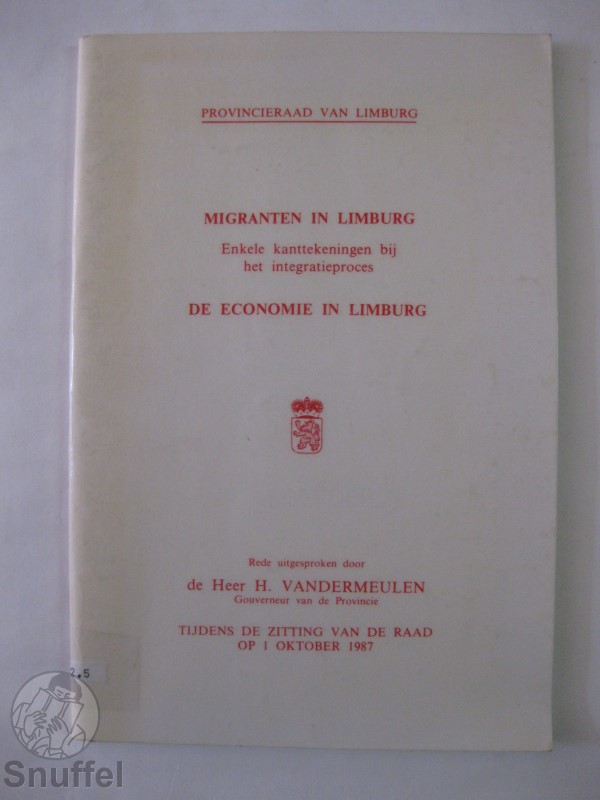 PROVINCIERAAD VAN LIMBURG
MIGRANTEN IN LIMBURG
Enkele kanttekeningen bij
het integratieproces
DE ECONOMIE IN LIMBURG
Rede uitgesproken door
de Heer H. VANDERMEULEN
Gouverneur van de Provincie
TIJDENS DE ZITTING VAN DE RAAD
OP 1 OKTOBER 1987
2.5
Snuffel